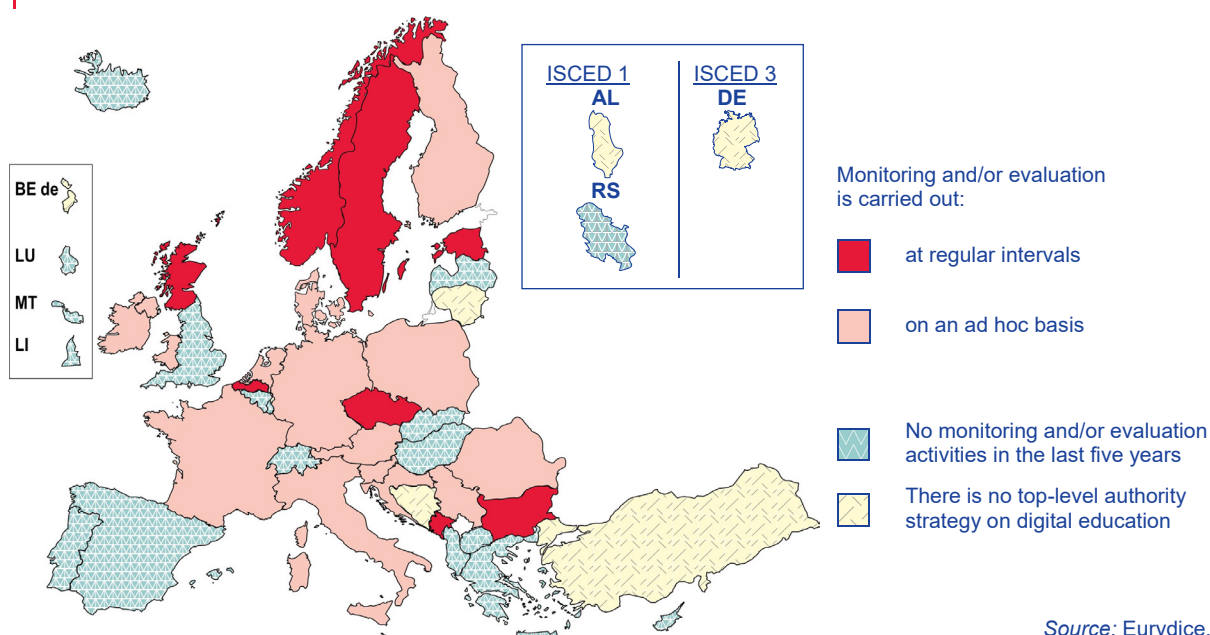 ISCED 1
ISCED 3
AL
DE
RS
BE de
LU
MT
LI
Monitoring and/or evaluation
is carried out:
at regular intervals
on an ad hoc basis
No monitoring and/or evaluation
activities in the last five years
There is no top-level authority
strategy on digital education
Source: Eurydice.